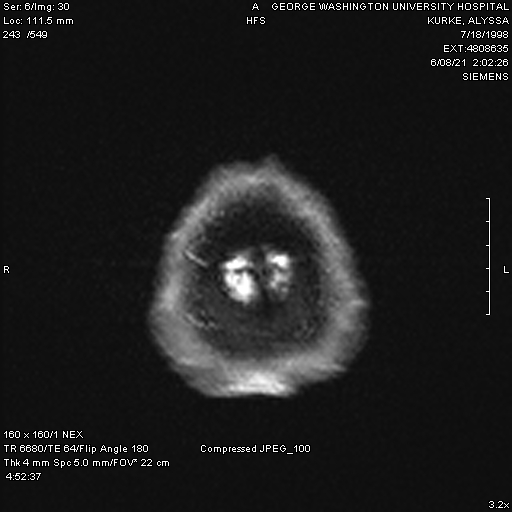 Ser: 6/Img: 30
Loc: 111.5 mm
243 /549
A GEORGE WASHINGTON UNIVERSITY HOSPITAL
HFS
KURKE, ALYSSA
7/18/1998
EXT:4808635
6/08/21 2:02:26
SIEMENS
R
L
160 x 160/1 NEX
TR 6680/TE 64/Flip Angle 180
Thk 4 mm Spc 5.0 mm/FOV* 22 cm
4:52:37
Compressed JPEG_100
3.2x